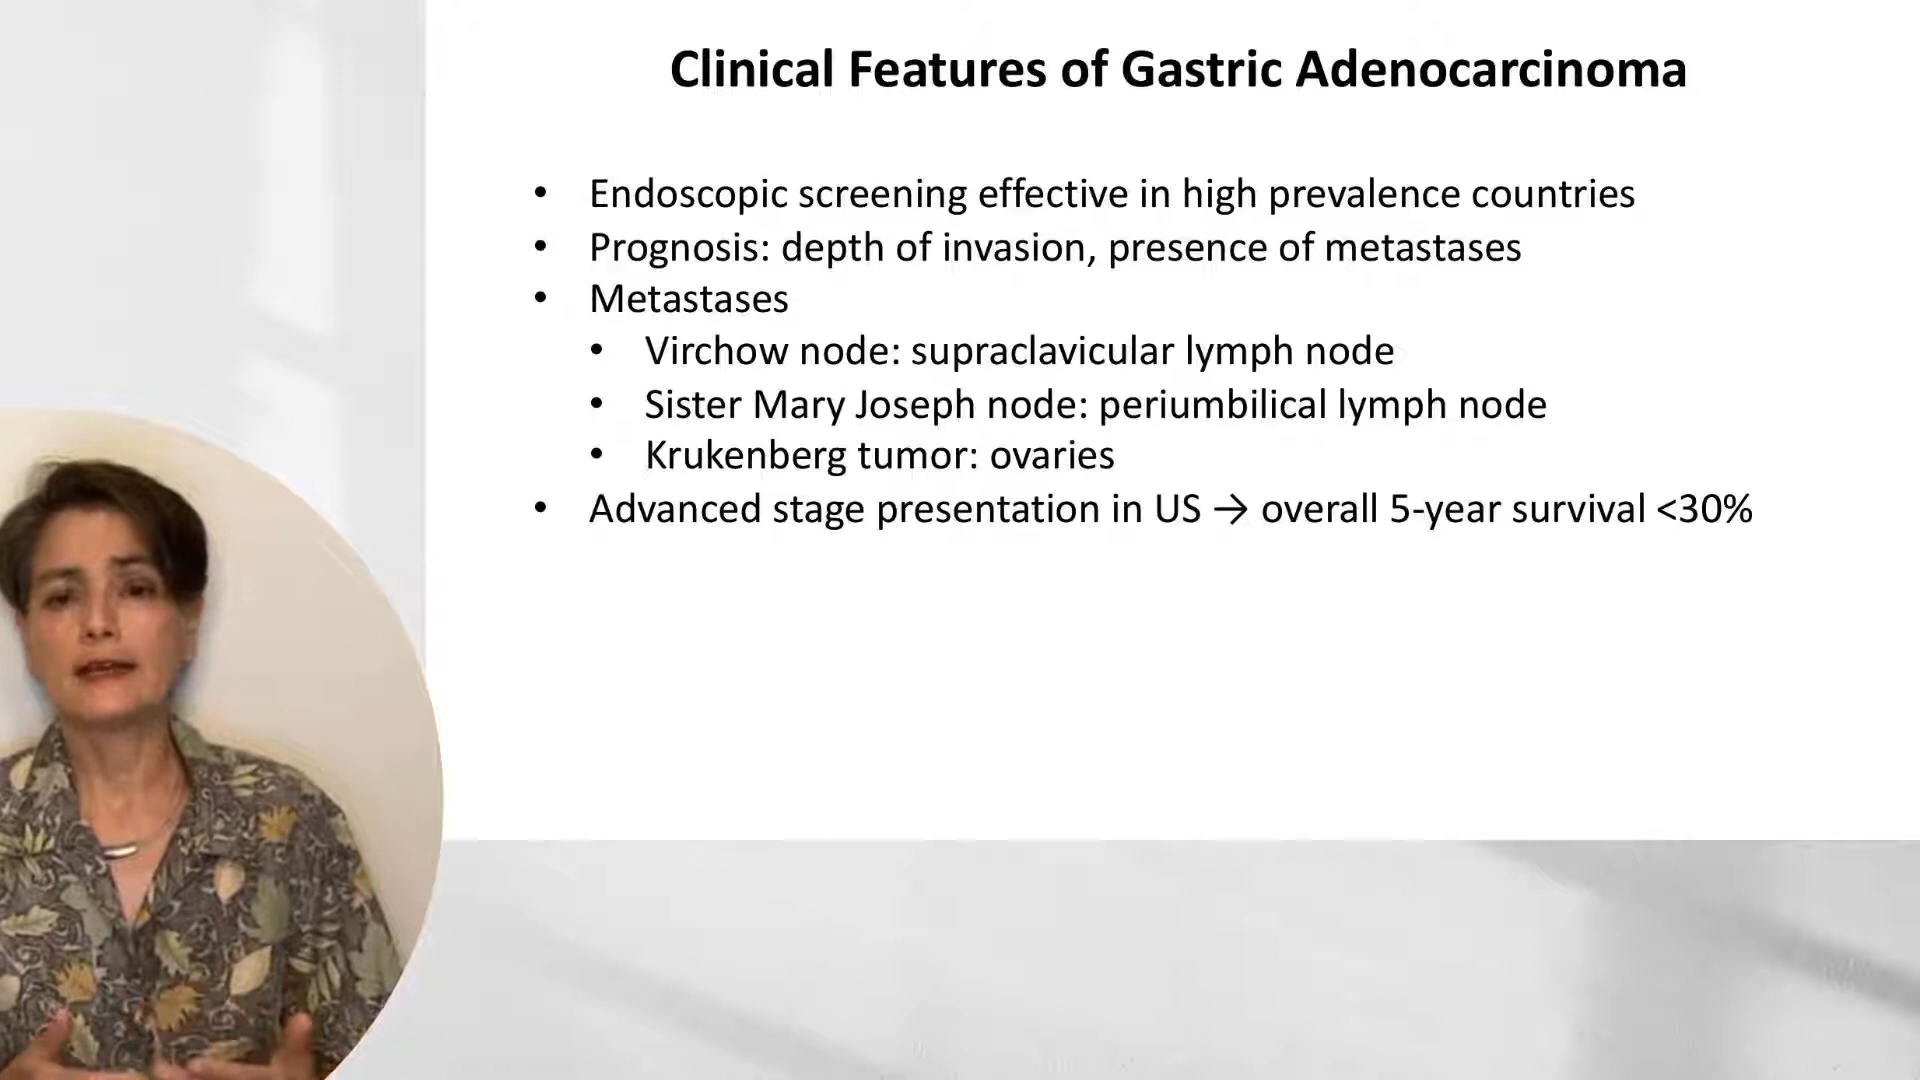 Clinical Features of Gastric Adenocarcinoma
• Endoscopic screening effective in high prevalence countries
• Prognosis: depth of invasion, presence of metastases
• Metastases
• Virchow node: supraclavicular lymph node
• Sister Mary Joseph node: periumbilical lymph node
• Krukenberg tumor: ovaries
• Advanced stage presentation in US → overall 5-year survival <30%